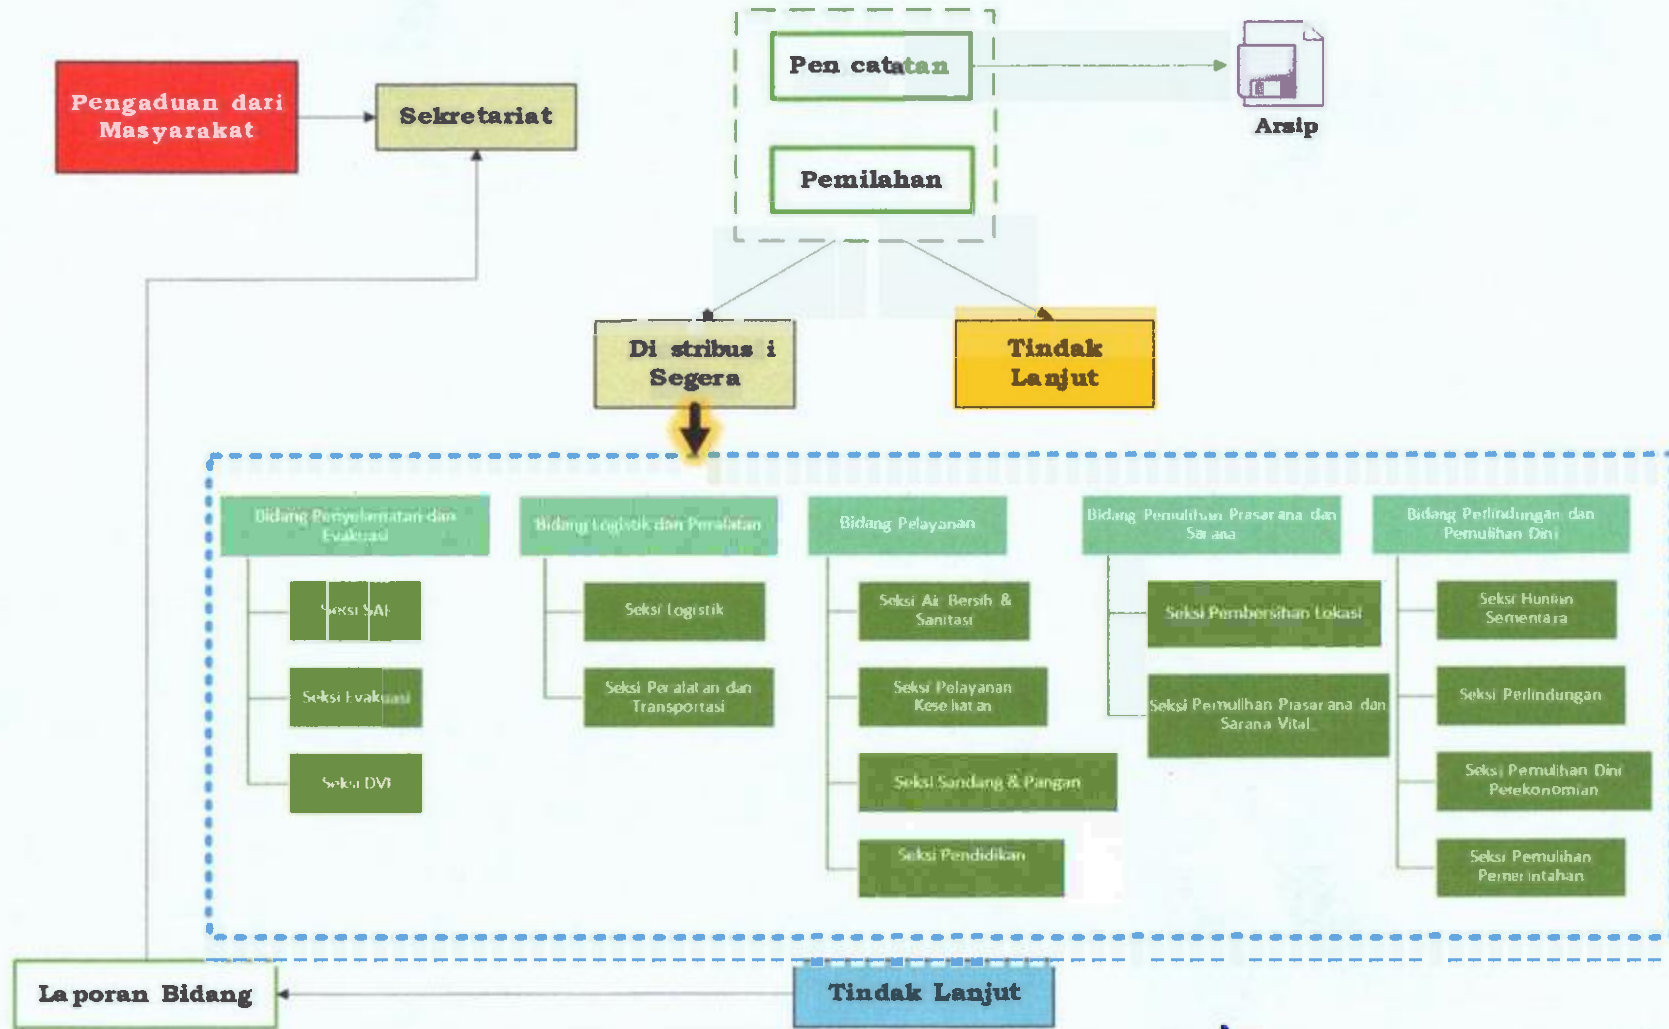 Pengaduan dari
Masyarakat
Sekretariat
Pen catatan
Pemilahan
Arsip
Di stribus i
Segera
Tindak
Lanjut
Bidang Penyelamatan dan
Evakuasi
Seksi SAR
Seksi Evakuasi
Seksi DVI
Bidang Logistik dan Peralatan
Seksi Logistik
Seksi Peralatan dan
Transportasi
Bidang Pelayanan
Seksi Air Bersih &
Sanitasi
Seksi Pelayanan
Kesehatan
Seksi Sandang & Pangan
Seksi Pendidikan
Bidang Pemulihan Prasarana dan
Sarana
Seksi Pembersihan Lokasi
Seksi Pemulihan Prasarana dan
Sarana Vital
Bidang Perlindungan dan
Pemulihan Dini
Seksi Hunian
Sementara
Seksi Perlindungan
Seksi Pemulihan Dini
Perekonomian
Seksi Pemulihan
Pemerintahan
La poran Bidang
Tindak Lanjut